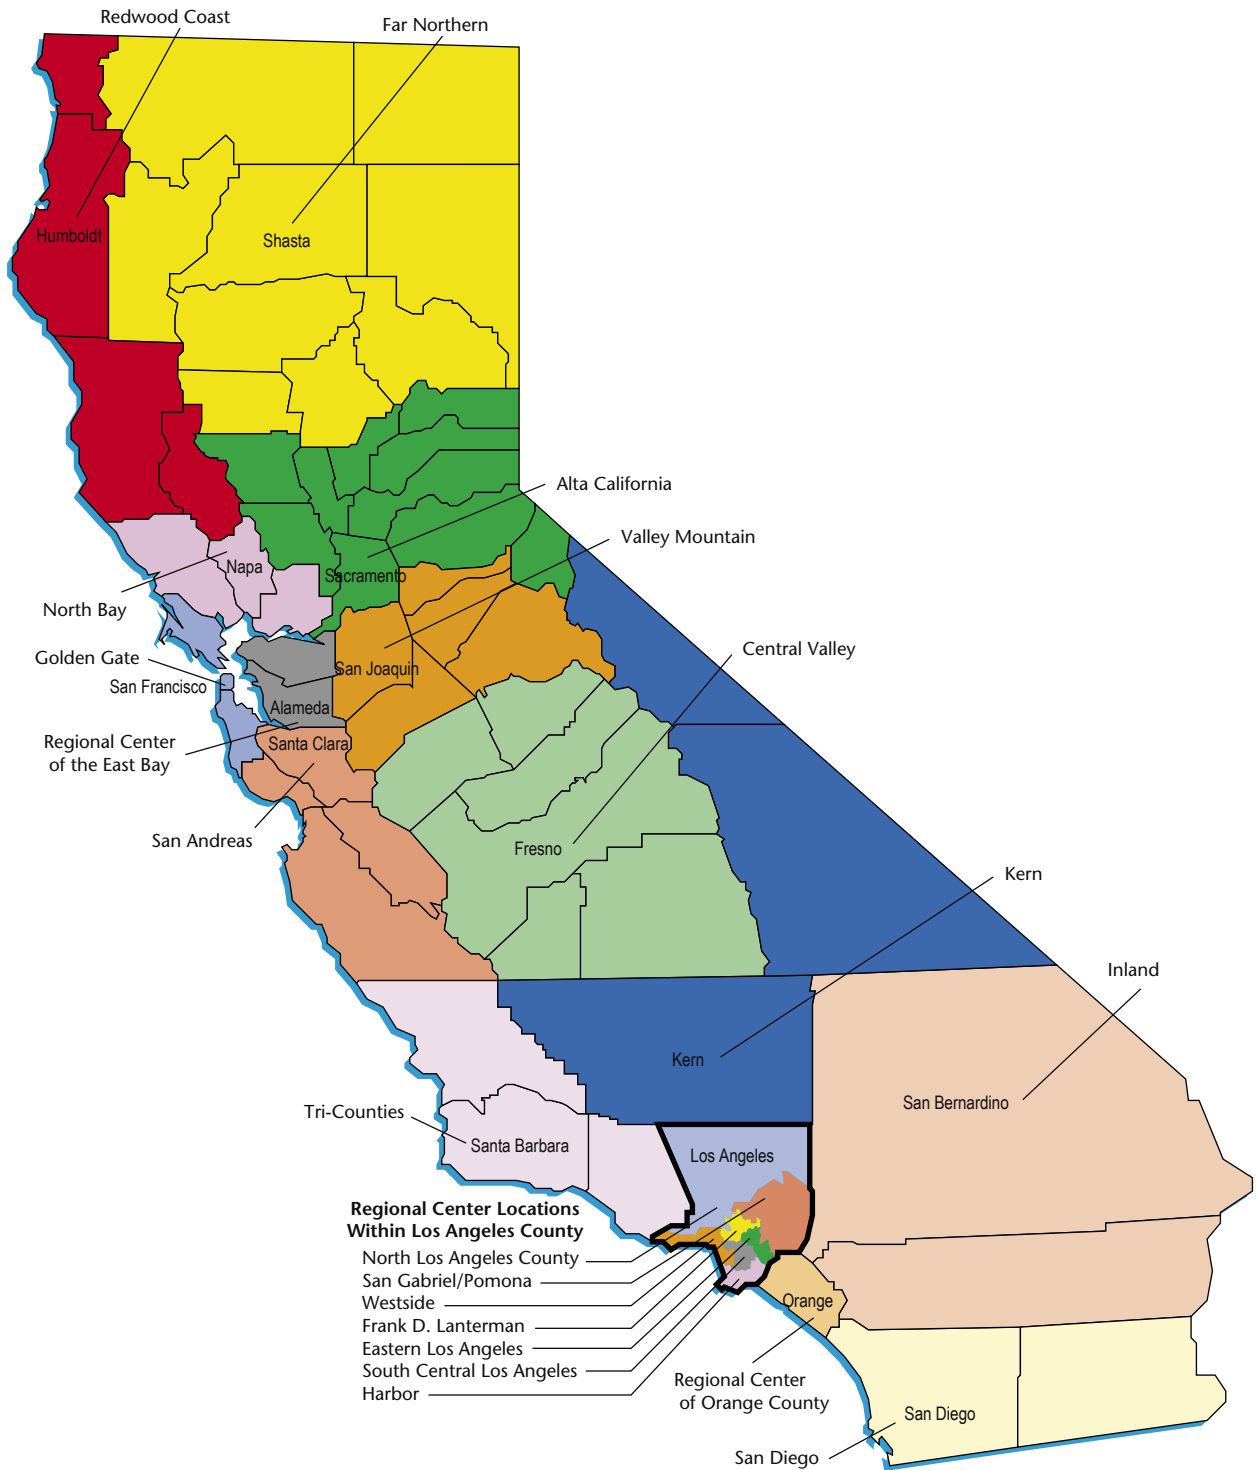 Redwood Coast
Far Northern
Humboldt
Shasta
Alta California
Valley Mountain
Napa
Sacramento
North Bay
Golden Gate
San Francisco
San Joaquin
Central Valley
Alameda
Regional Center
of the East Bay
Santa Clara
San Andreas
Fresno
Kern
Inland
Kern
San Bernardino
Tri-Counties
Santa Barbara
Los Angeles
Regional Center Locations
Within Los Angeles County
North Los Angeles County
San Gabriel/Pomona
Westside
Frank D. Lanterman
Eastern Los Angeles
South Central Los Angeles
Harbor
Orange
Regional Center
of Orange County
San Diego
San Diego